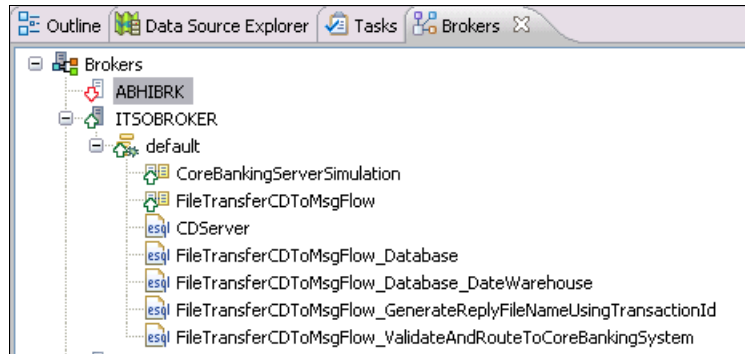 Outline Data Source Explorer Tasks Brokers
Brokers
ABHIBRK
ITSOBROKER
default
CoreBankingServerSimulation
FileTransferCDToMsgFlow
esql CDServer
esql FileTransferCDToMsgFlow_Database
esql FileTransferCDToMsgFlow_Database_DateWarehouse
esql FileTransferCDToMsgFlow_GenerateReplyFileNameUsingTransactionId
esql FileTransferCDToMsgFlow_ValidateAndRouteToCoreBankingSystem